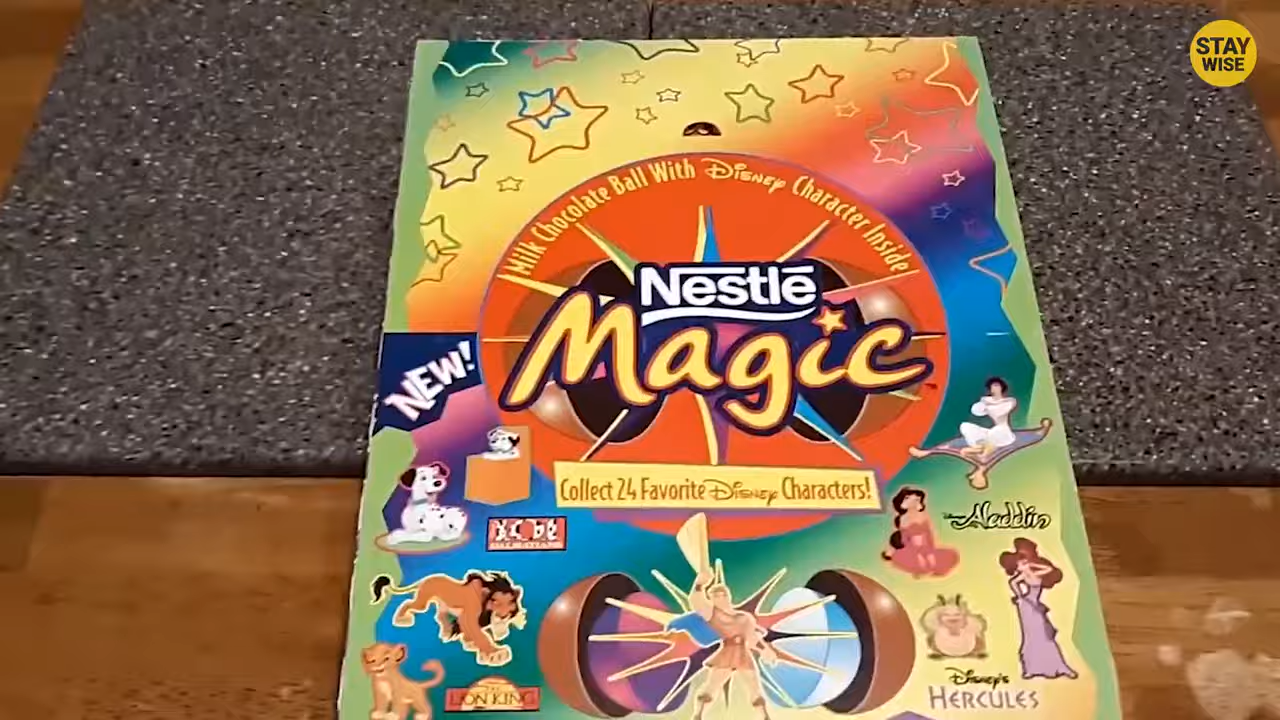 STAY
WISE
Milk Chocolate Ball With Disney Character Inside
Nestlé
Magic
NEW!
Collect 24 Favorite Disney Characters!
Aladdin
LION KING
Disney's
HERCULES